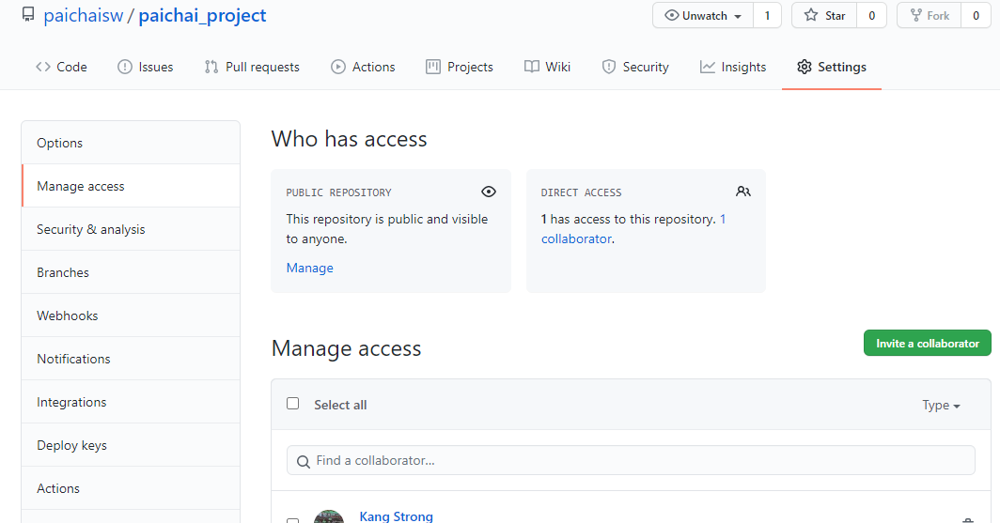 paichaisw / paichai_project
Unwatch 1 Star 0 Fork 0
Code Issues Pull requests Actions Projects Wiki Security Insights Settings
Options
Manage access
Security & analysis
Branches
Webhooks
Notifications
Integrations
Deploy keys
Actions
Who has access
PUBLIC REPOSITORY
This repository is public and visible
to anyone.
Manage
DIRECT ACCESS
1 has access to this repository. 1
collaborator.
Manage access
Invite a collaborator
Select all
Type
Find a collaborator...
Kang Strong